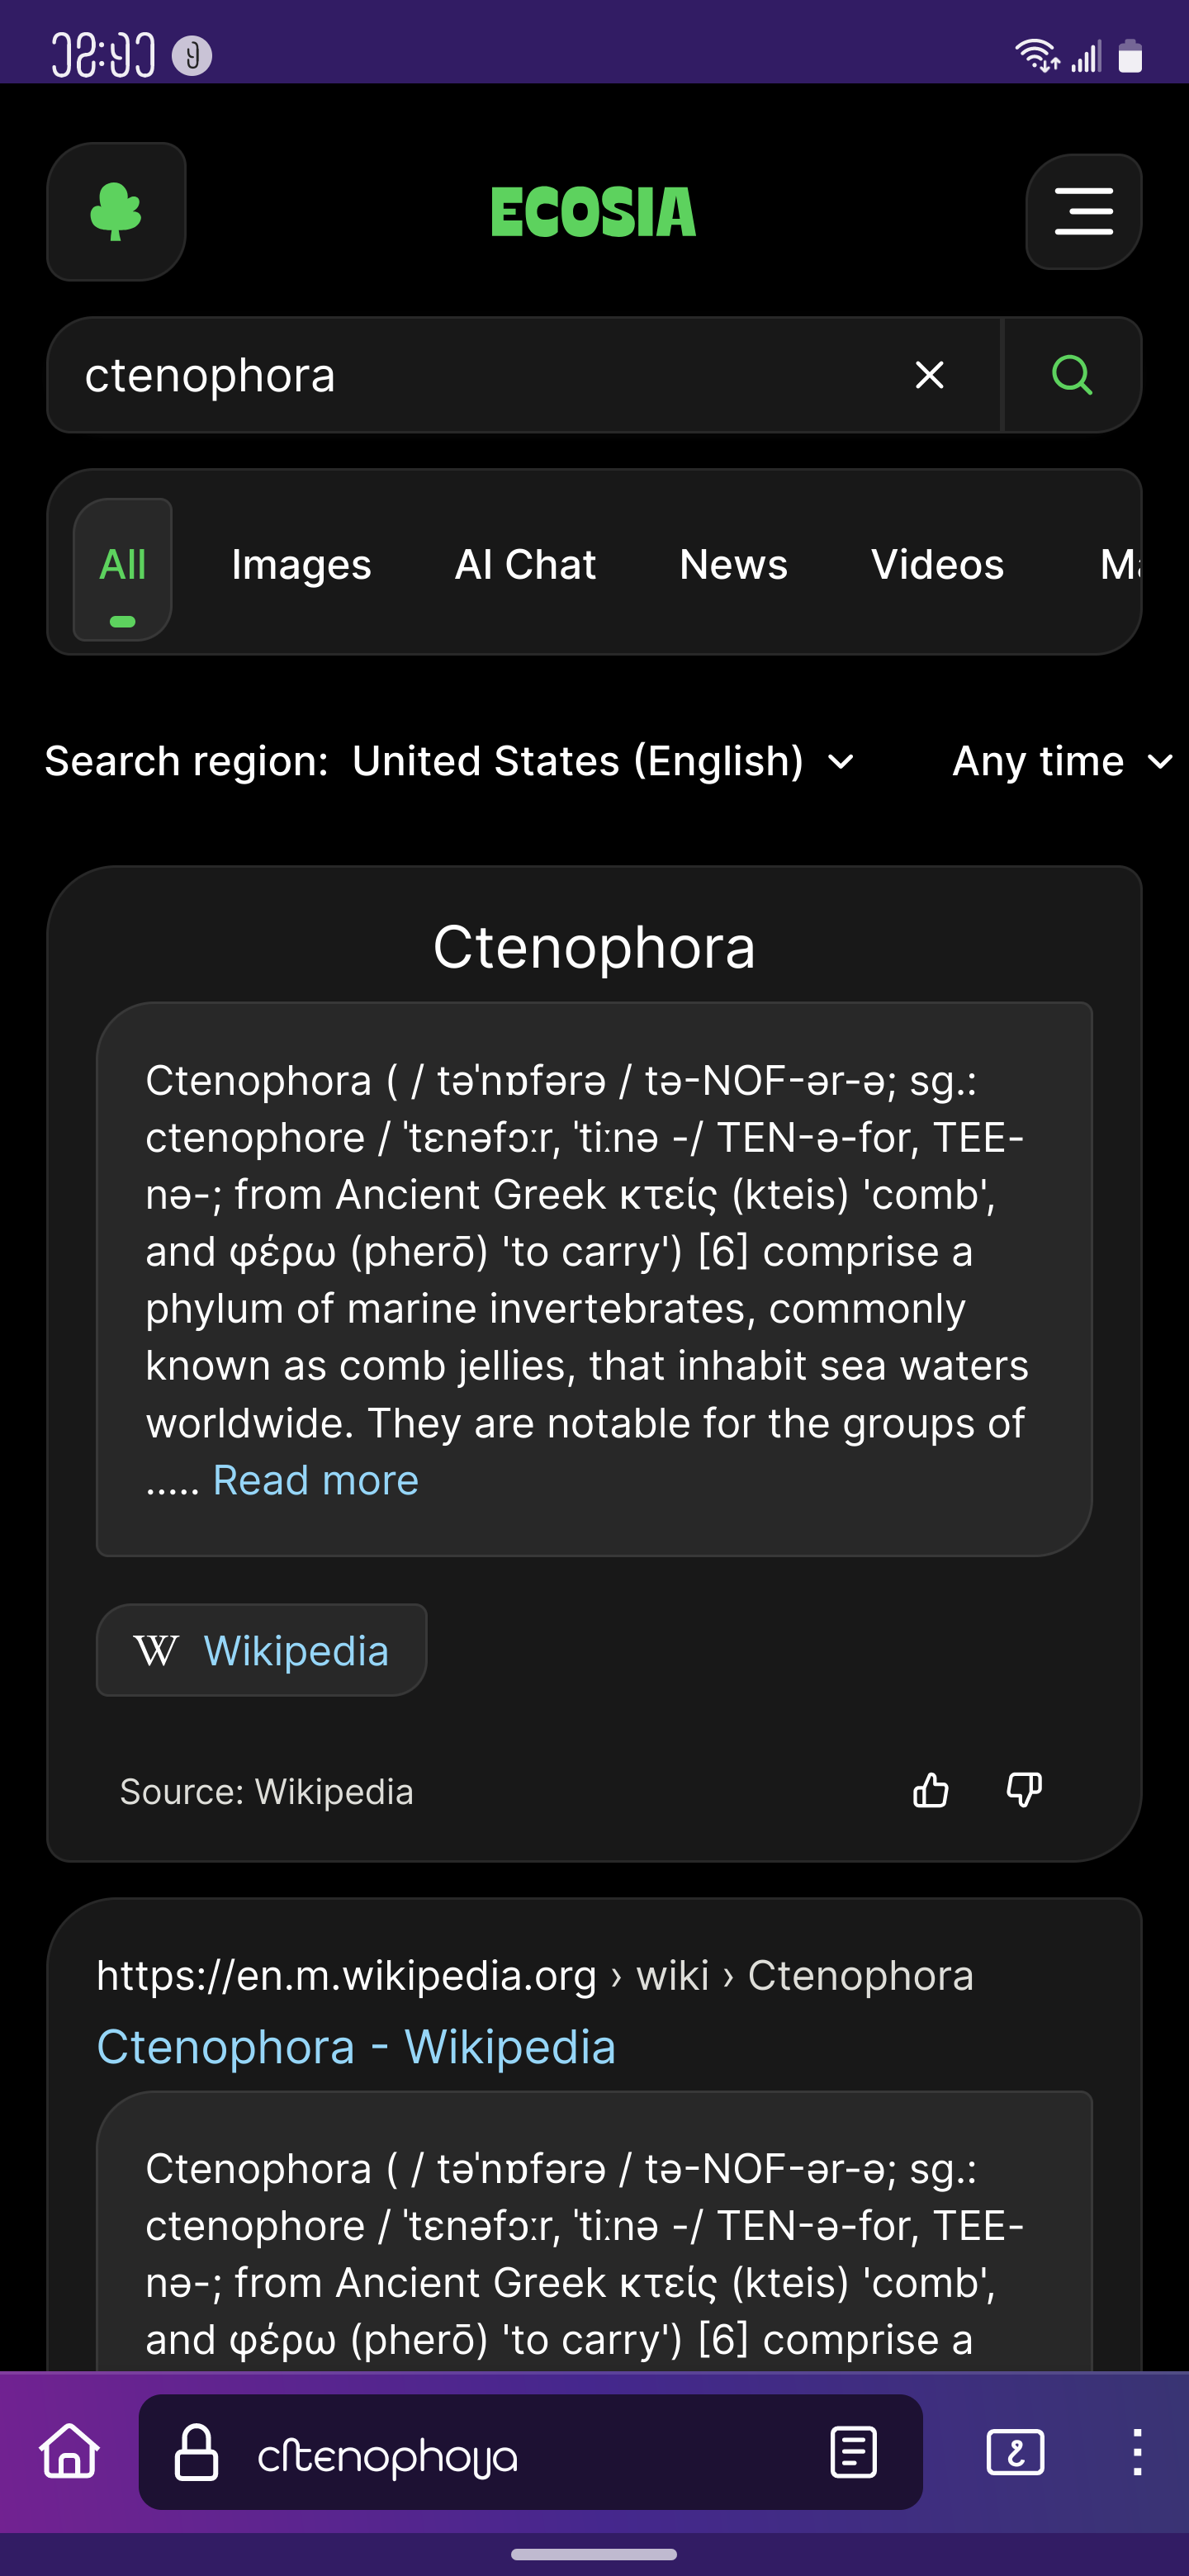 ECOSIA
ctenophora
All Images AI Chat News Videos
Search region: United States (English) Any time
Ctenophora
Ctenophora ( / təˈnɒfərə / tə-NOF-ər-ə; sg.:
ctenophore / ˈtɛnəfɔːr, ˈtiːnə -/ TEN-ə-for, TEE-
nə-; from Ancient Greek κτείς (kteis) 'comb',
and φέρω (pherō) 'to carry') [6] comprise a
phylum of marine invertebrates, commonly
known as comb jellies, that inhabit sea waters
worldwide. They are notable for the groups of
..... Read more
W Wikipedia
Source: Wikipedia
https://en.m.wikipedia.org › wiki › Ctenophora
Ctenophora - Wikipedia
Ctenophora ( / təˈnɒfərə / tə-NOF-ər-ə; sg.:
ctenophore / ˈtɛnəfɔːr, ˈtiːnə -/ TEN-ə-for, TEE-
nə-; from Ancient Greek κτείς (kteis) 'comb',
and φέρω (pherō) 'to carry') [6] comprise a
ctenophora